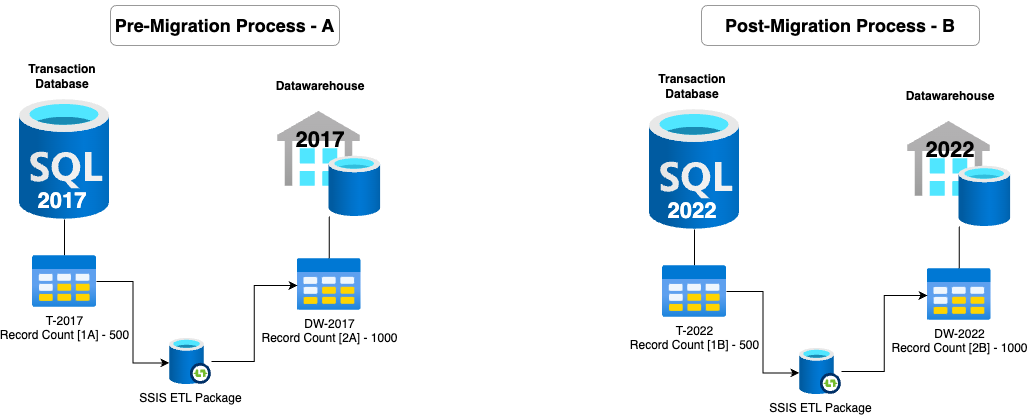 Pre-Migration Process - A
Transaction
Database
SQL
2017
Datawarehouse
2017
T-2017
Record Count [1A] - 500
DW-2017
Record Count [2A] - 1000
SSIS ETL Package
Post-Migration Process - B
Transaction
Database
SQL
2022
Datawarehouse
2022
T-2022
Record Count [1B] - 500
DW-2022
Record Count [2B] - 1000
SSIS ETL Package